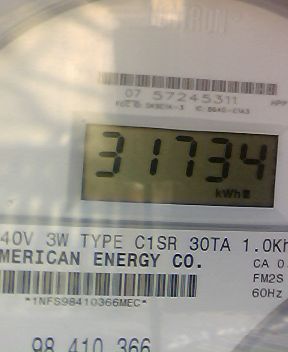 07 57245311
31734
kWh
40V 3W TYPE C1SR 30TA 1.0Kh
MERICAN ENERGY CO.
CA 0.
FM2S
60Hz
*1NFS98410366MEC*
98 410 366